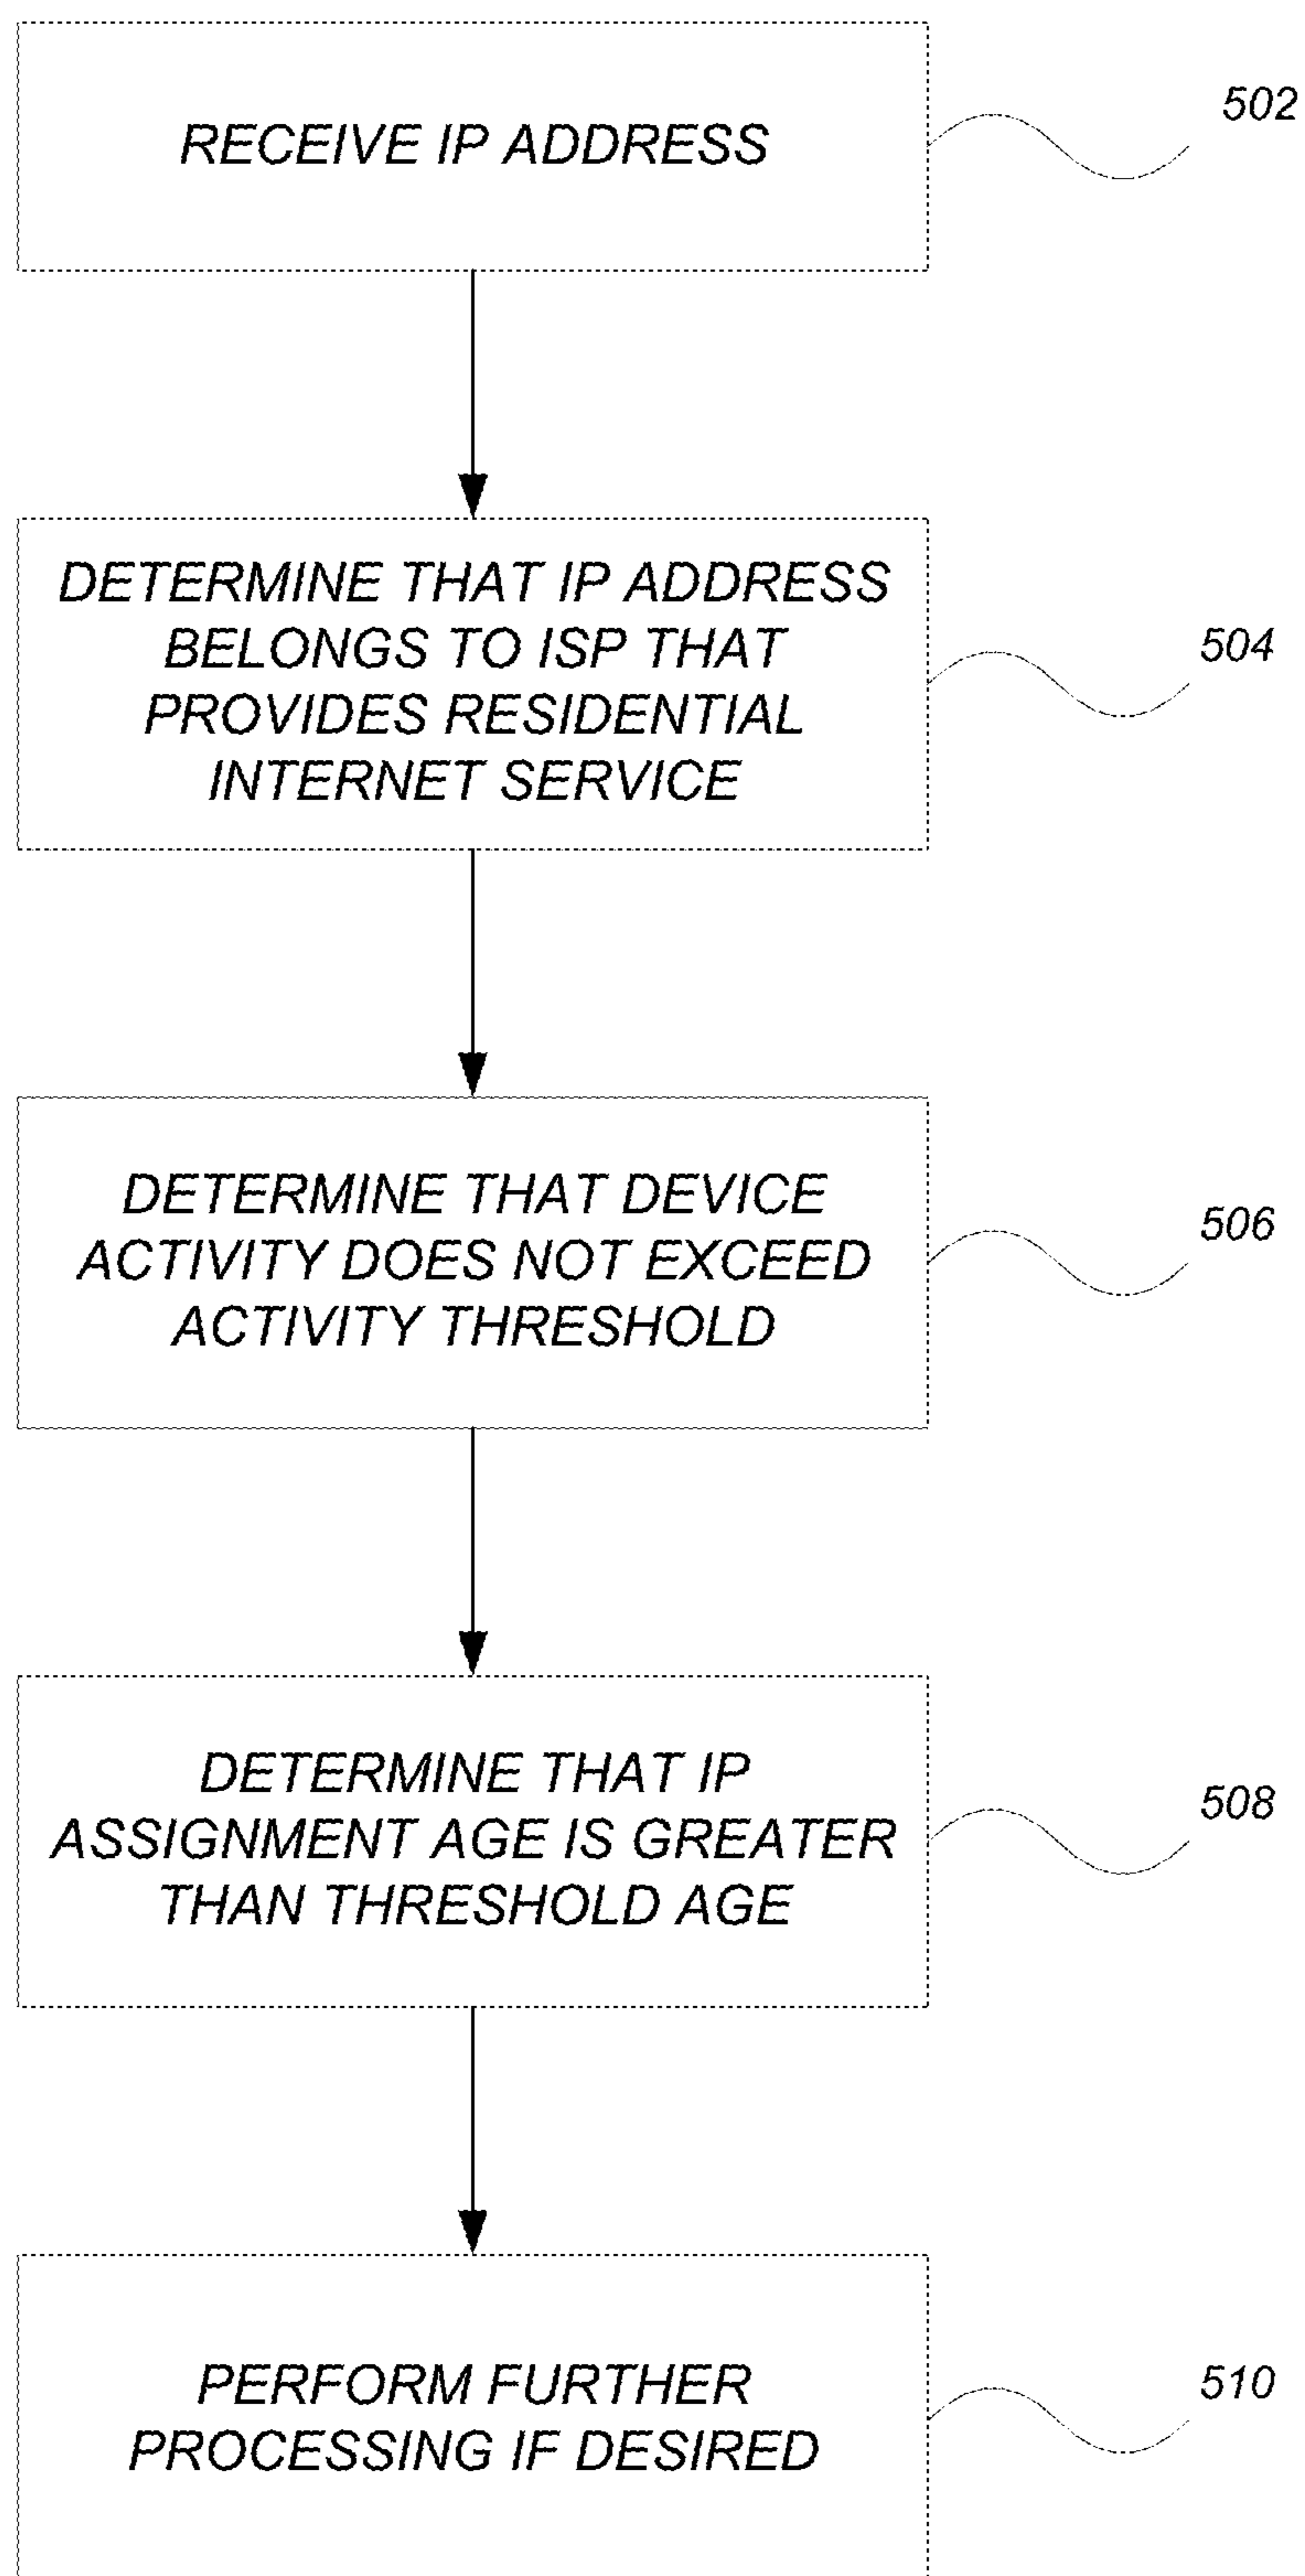 RECEIVE IP ADDRESS
502
DETERMINE THAT IP ADDRESS
BELONGS TO ISP THAT
PROVIDES RESIDENTIAL
INTERNET SERVICE
504
DETERMINE THAT DEVICE
ACTIVITY DOES NOT EXCEED
ACTIVITY THRESHOLD
506
DETERMINE THAT IP
ASSIGNMENT AGE IS GREATER
THAN THRESHOLD AGE
508
PERFORM FURTHER
PROCESSING IF DESIRED
510